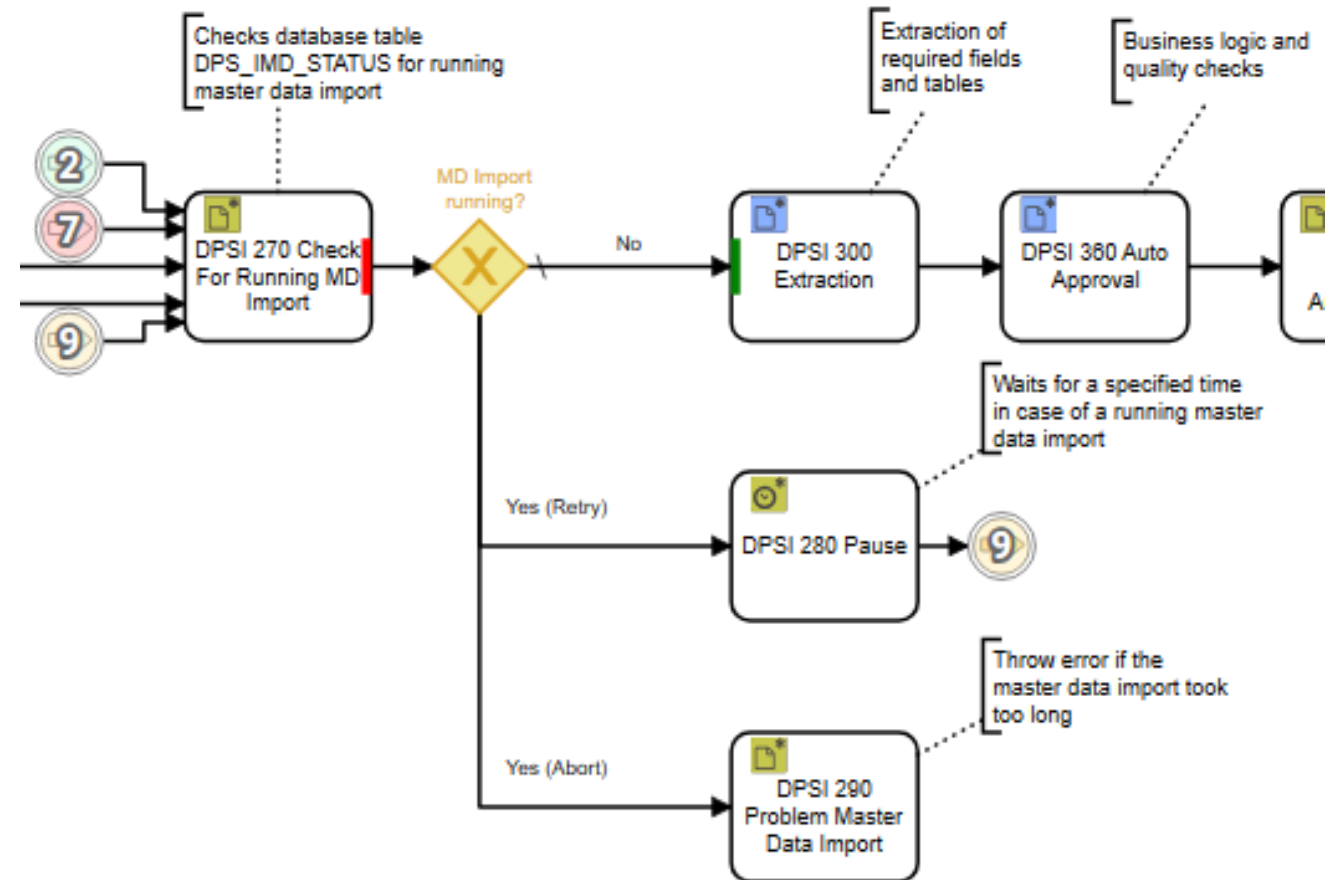 Checks database table
DPS_IMD_STATUS for running
master data import
Extraction of
required fields
and tables
Business logic and
quality checks
2
7
9
DPSI 270 Check
For Running MD
Import
MD Import
running?
X
No
DPSI 300
Extraction
DPSI 360 Auto
Approval
A
Waits for a specified time
in case of a running master
data import
Yes (Retry)
DPSI 280 Pause
9
Throw error if the
master data import took
too long
Yes (Abort)
DPSI 290
Problem Master
Data Import